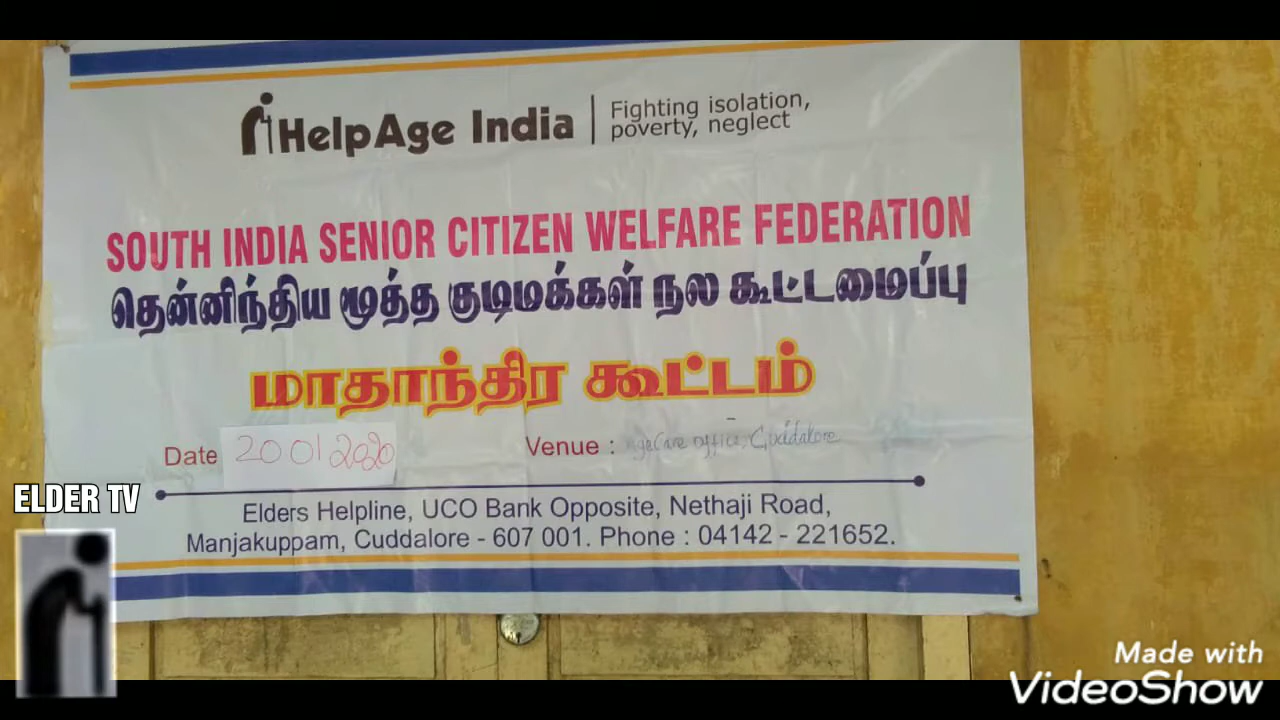 HelpAge India
Fighting isolation,
poverty, neglect
SOUTH INDIA SENIOR CITIZEN WELFARE FEDERATION
தென்னிந்திய மூத்த குடிமக்கள் நல கூட்டமைப்பு
மாதாந்திர கூட்டம்
Date 20 01 2020 Venue : office, Cuddalore
ELDER TV
Elders Helpline, UCO Bank Opposite, Nethaji Road,
Manjakuppam, Cuddalore - 607 001. Phone : 04142 - 221652.
Made with
VideoShow